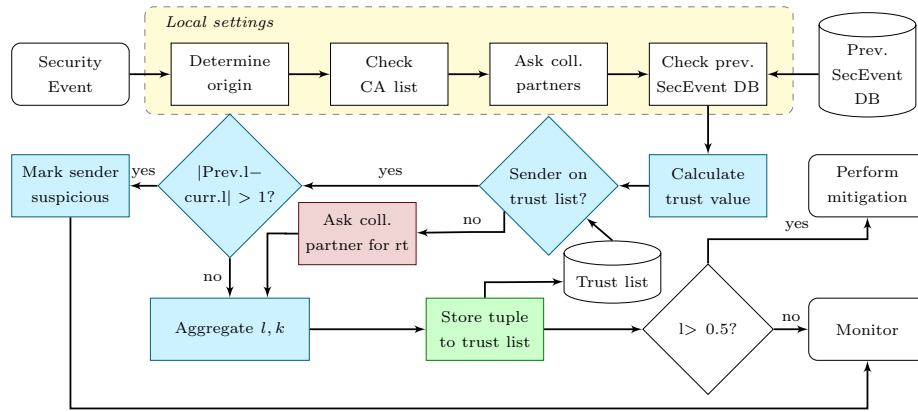 Local settings
Security
Event
Determine
origin
Check
CA list
Ask coll.
partners
Check prev.
SecEvent DB
Prev.
SecEvent
DB
Mark sender
suspicious
yes
|Prev.l−
curr.l| > 1?
yes
Sender on
trust list?
Calculate
trust value
Perform
mitigation
Ask coll.
partner for rt
no
yes
no
Trust list
Aggregate l, k
Store tuple
to trust list
l> 0.5?
no
Monitor